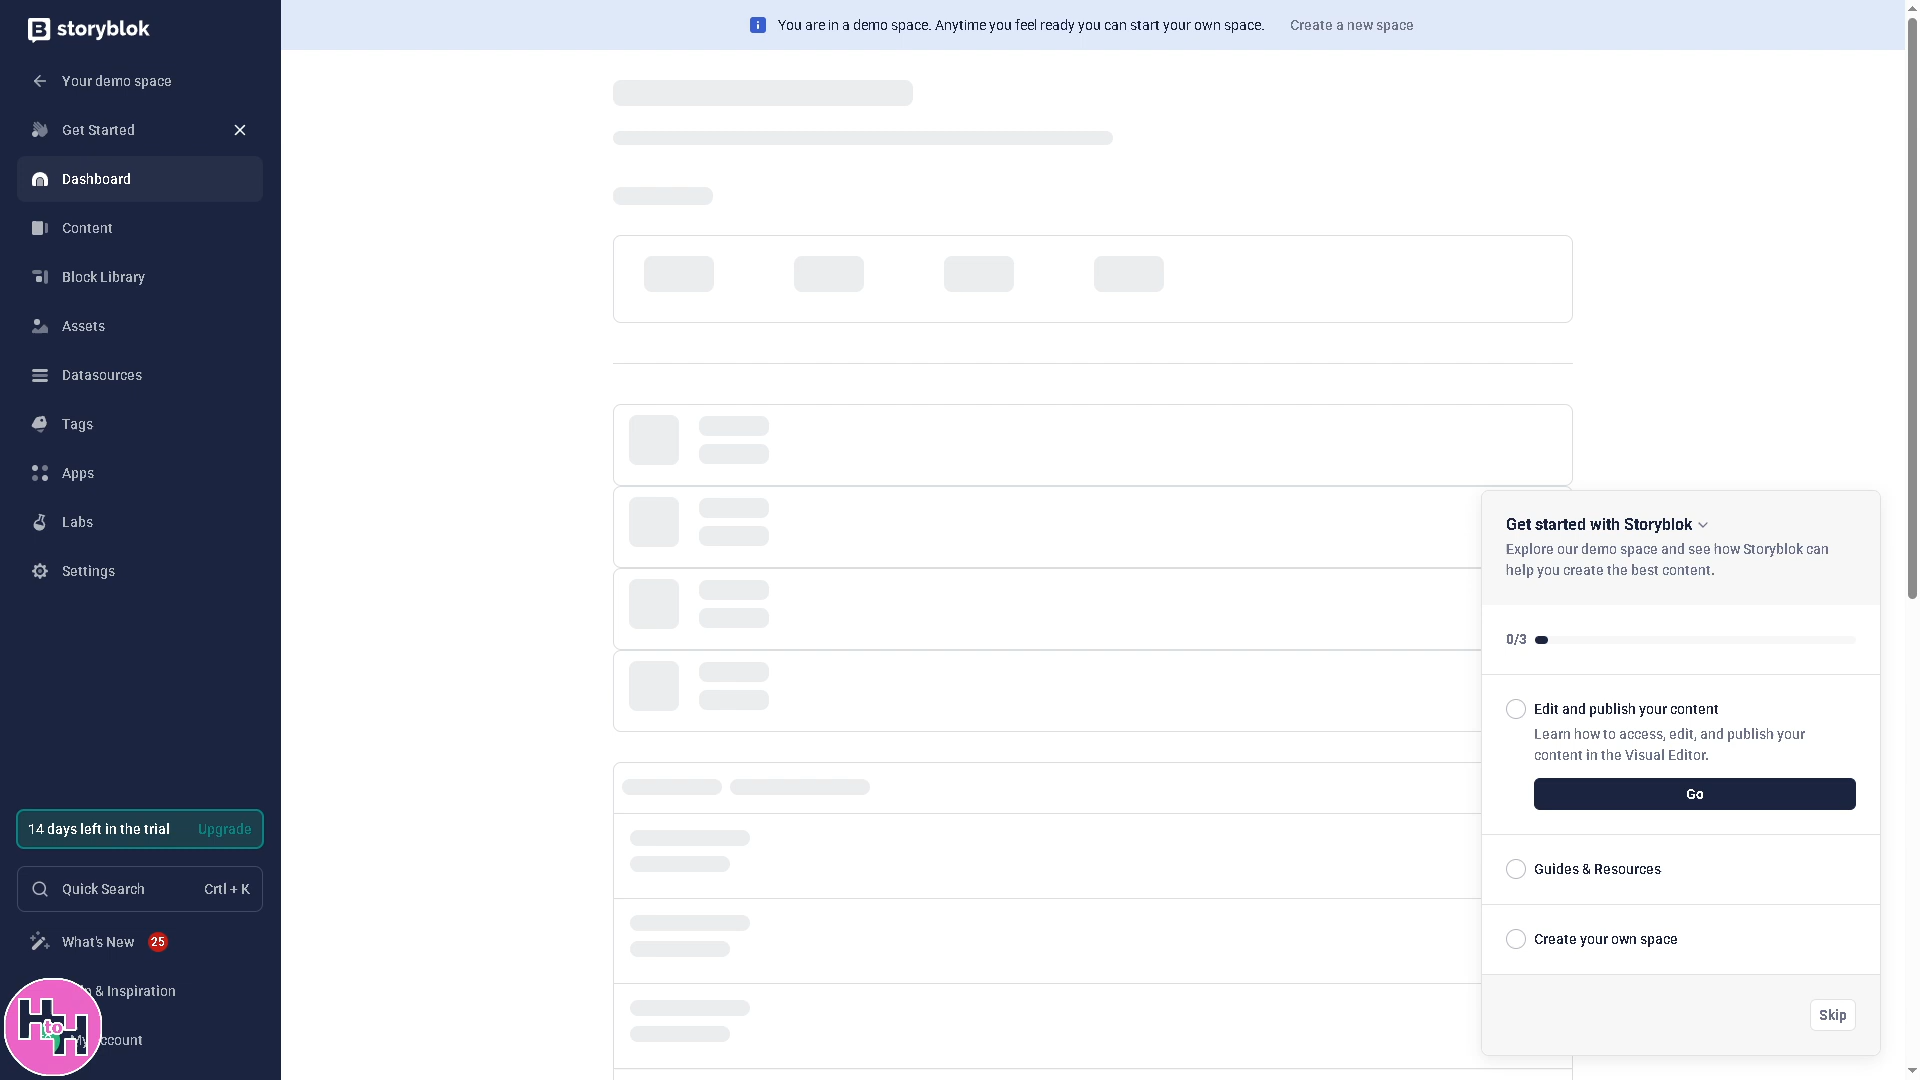 storyblok
You are in a demo space. Anytime you feel ready you can start your own space. Create a new space
Your demo space
Get Started
Dashboard
Content
Block Library
Assets
Datasources
Tags
Apps
Labs
Settings
14 days left in the trial Upgrade
Quick Search Crtl + K
What's New 25
& Inspiration
My ccount
H to H
Get started with Storyblok
Explore our demo space and see how Storyblok can
help you create the best content.
0/3
Edit and publish your content
Learn how to access, edit, and publish your
content in the Visual Editor.
Go
Guides & Resources
Create your own space
Skip